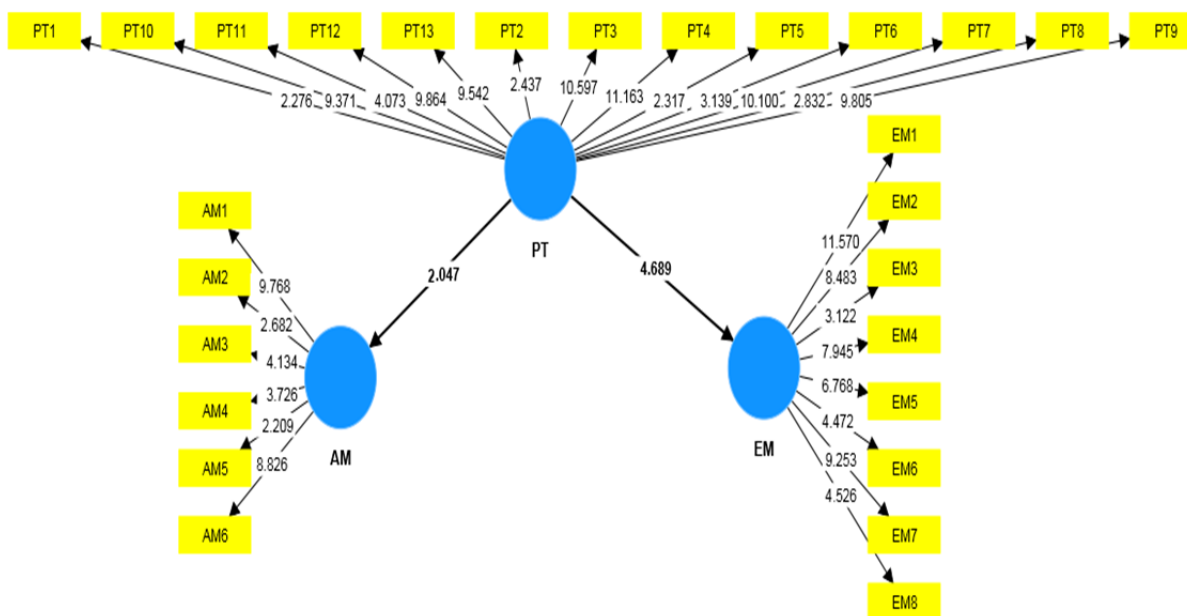 PT1 PT10 PT11 PT12 PT13 PT2 PT3 PT4 PT5 PT6 PT7 PT8 PT9
2.276 9.371 4.073 9.864 9.542 2.437 10.597 11.163 2.317 3.139 10.100 2.832 9.805
PT
2.047
4.689
AM1
AM2
AM3
AM4
AM5
AM6
9.768
2.682
4.134
3.726
2.209
8.826
AM
EM1
EM2
EM3
EM4
EM5
EM6
EM7
EM8
11.570
8.483
3.122
7.945
6.768
4.472
9.253
4.526
EM